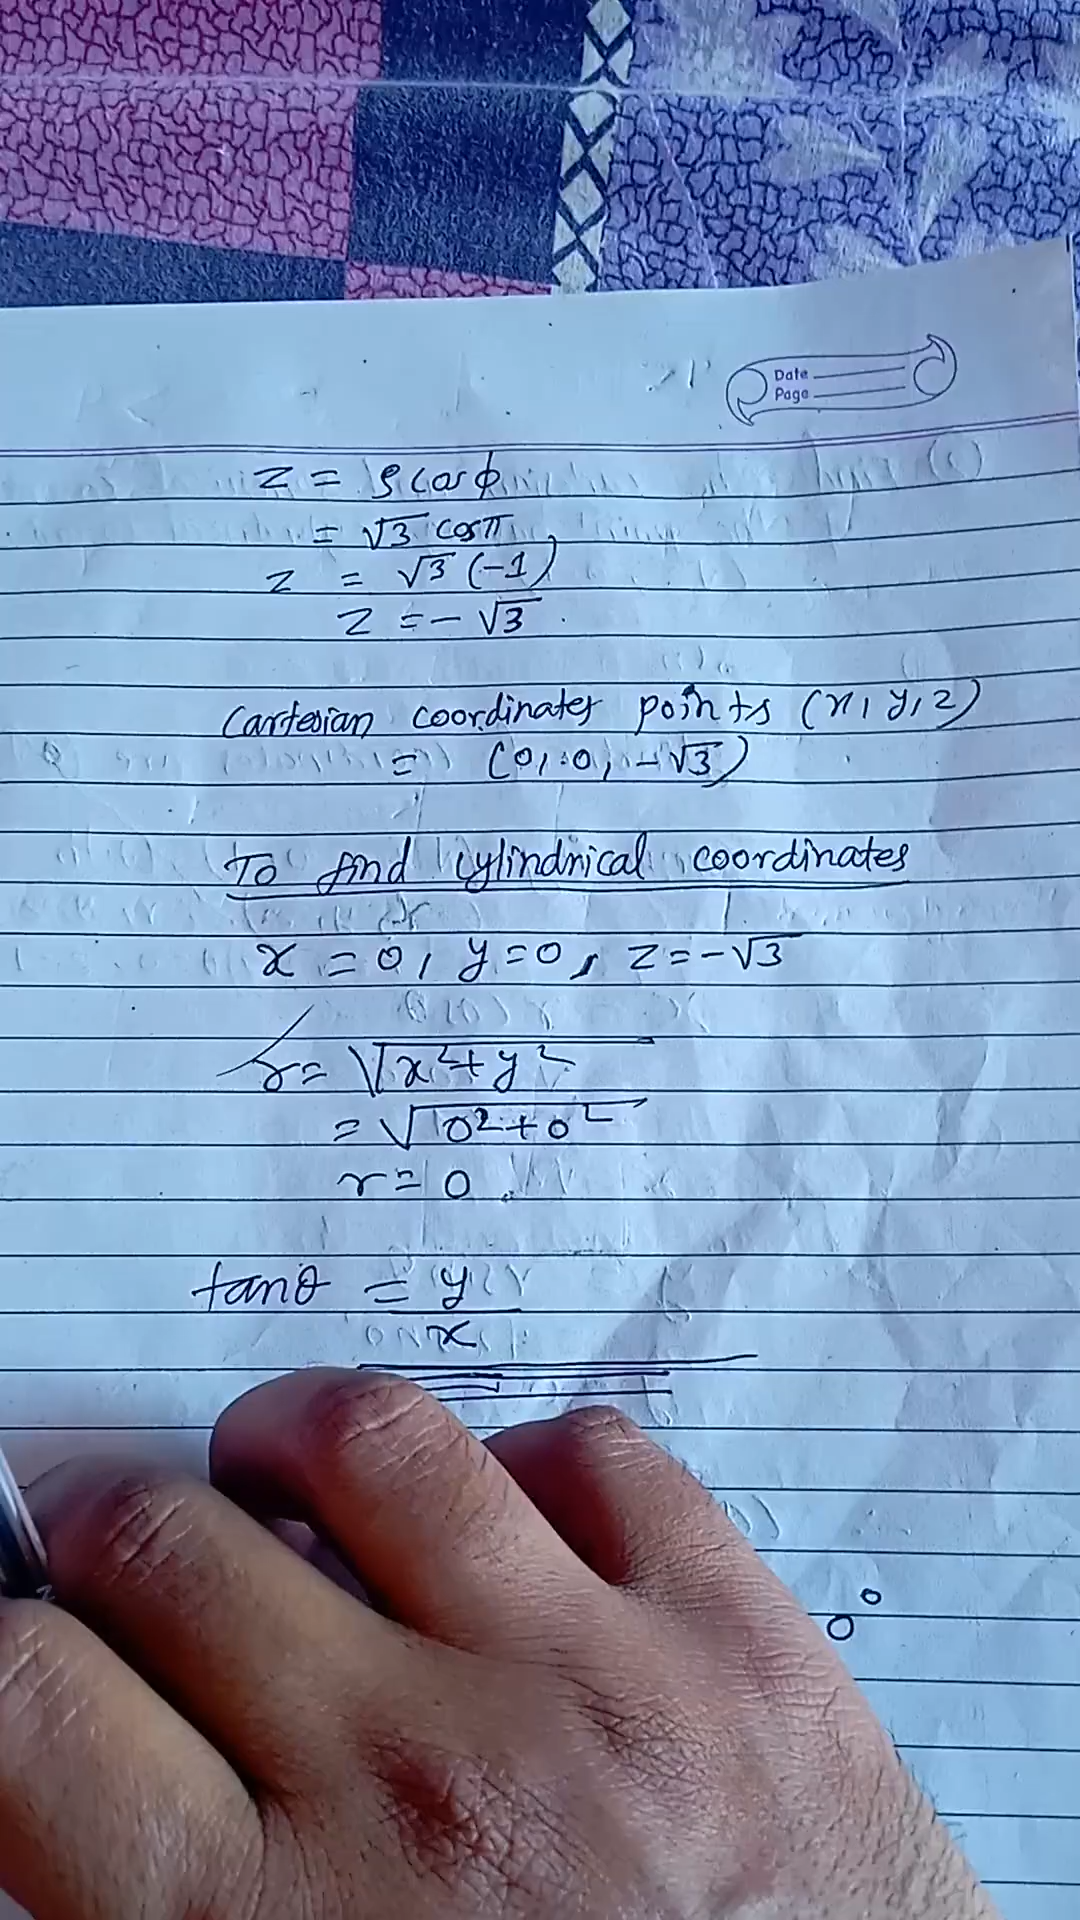 Date
Page
z = ρ cos ϕ
= √3 cos π
z = √3 (-1)
z = - √3
Cartesian coordinates points (x, y, z)
= (0, 0, -√3)
To find cylindrical coordinates
x = 0, y = 0, z = -√3
r = √x²+y²
= √0²+0²
r = 0
tanθ = y/x
0°